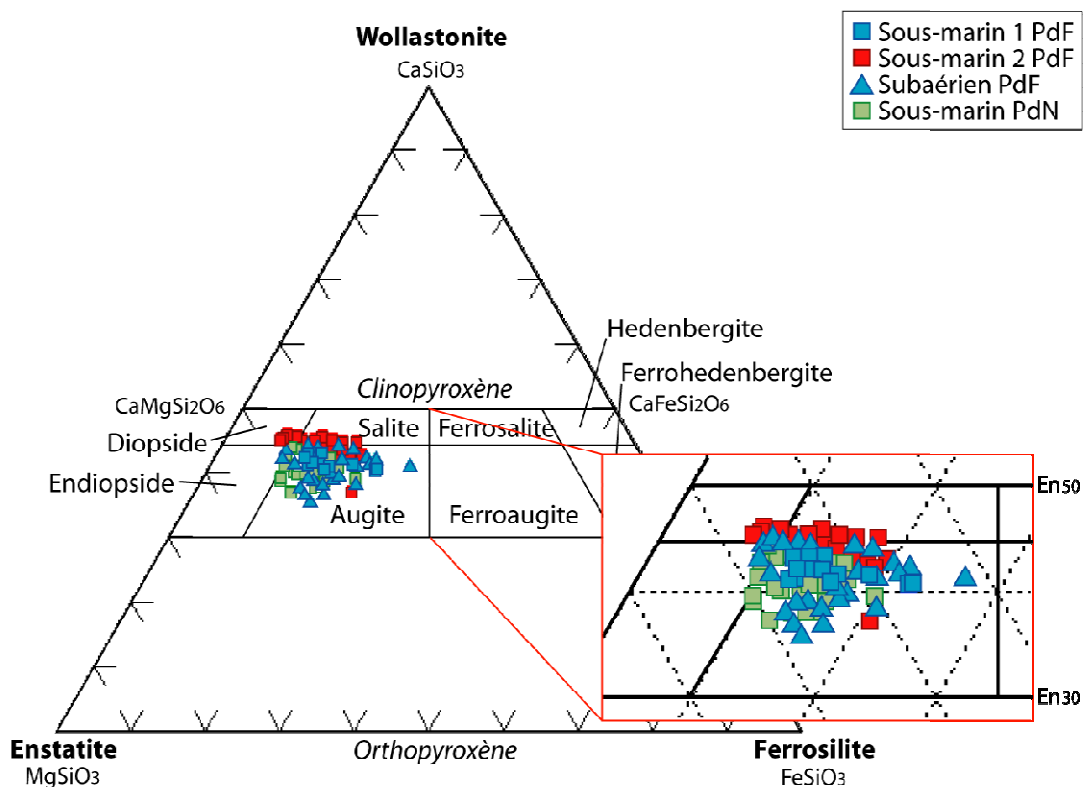 Wollastonite
CaSiO3
Sous-marin 1 PdF
Sous-marin 2 PdF
Subaérien PdF
Sous-marin PdN
Hedenbergite
Ferrohedenbergite
CaFeSi2O6
Clinopyroxène
CaMgSi2O6
Diopside
Salite
Ferrosalite
Endiopside
Augite
Ferroaugite
En50
En30
Enstatite
MgSiO3
Orthopyroxène
Ferrosilite
FeSiO3